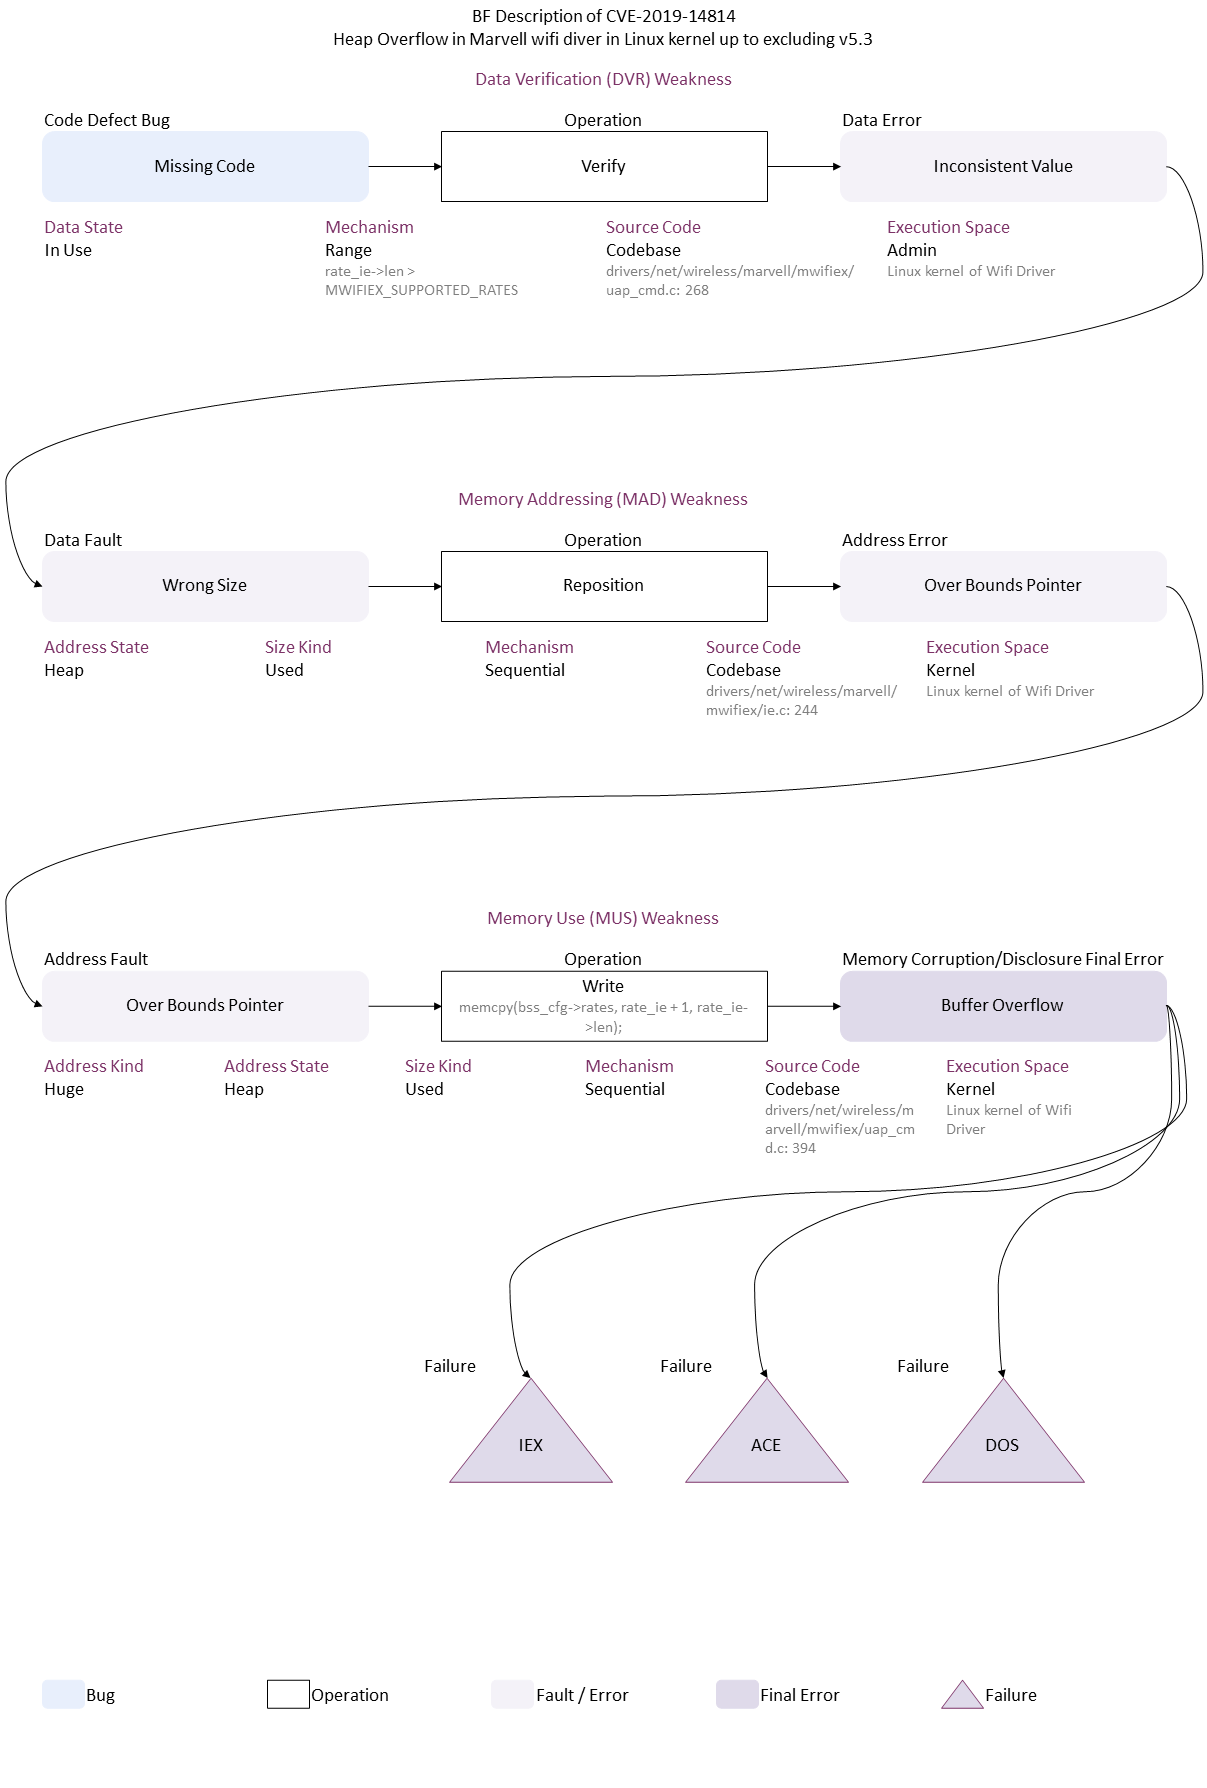 BF Description of CVE-2019-14814
Heap Overflow in Marvell wifi diver in Linux kernel up to excluding v5.3
Data Verification (DVR) Weakness
Code Defect Bug
Operation
Data Error
Missing Code
Verify
Inconsistent Value
Data State
Mechanism
Source Code
Execution Space
In Use
Range
Codebase
Admin
rate_ie->len >
drivers/net/wireless/marvell/mwifiex/
Linux kernel of Wifi Driver
MWIFIEX_SUPPORTED_RATES
uap_cmd.c: 268
Memory Addressing (MAD) Weakness
Data Fault
Operation
Address Error
Wrong Size
Reposition
Over Bounds Pointer
Address State
Size Kind
Mechanism
Source Code
Execution Space
Heap
Used
Sequential
Codebase
Kernel
drivers/net/wireless/marvell/
Linux kernel of Wifi Driver
mwifiex/ie.c: 244
Memory Use (MUS) Weakness
Address Fault
Operation
Memory Corruption/Disclosure Final Error
Over Bounds Pointer
Write
memcpy(bss_cfg->rates, rate_ie + 1, rate_ie-
>len);
Buffer Overflow
Address Kind
Address State
Size Kind
Mechanism
Source Code
Execution Space
Huge
Heap
Used
Sequential
Codebase
Kernel
drivers/net/wireless/m
Linux kernel of Wifi
arvell/mwifiex/uap_cm
Driver
d.c: 394
Failure
Failure
Failure
IEX
ACE
DOS
Bug
Operation
Fault / Error
Final Error
Failure